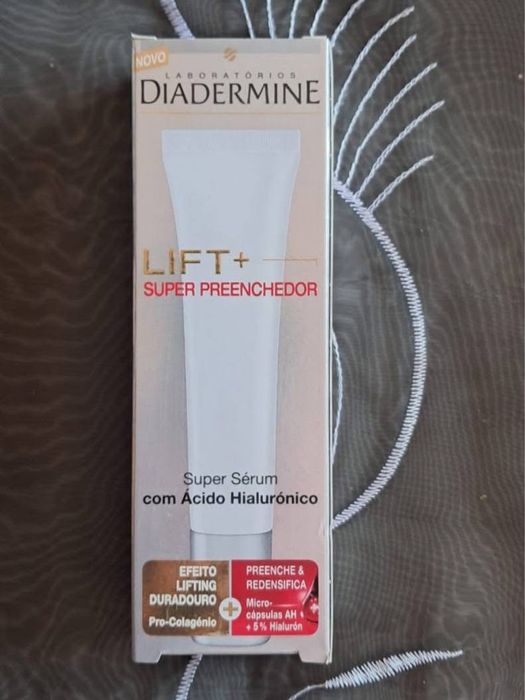 NOVO
LABORATÓRIOS
DIADERMINE
LIFT+
SUPER PREENCHEDOR
Super Sérum
com Ácido Hialurónico
EFEITO
LIFTING
DURADOURO
Pro-Colagénio
+
PREENCHE &
REDENSIFICA
Micro-
cápsulas AH +
+ 5% Hialurón